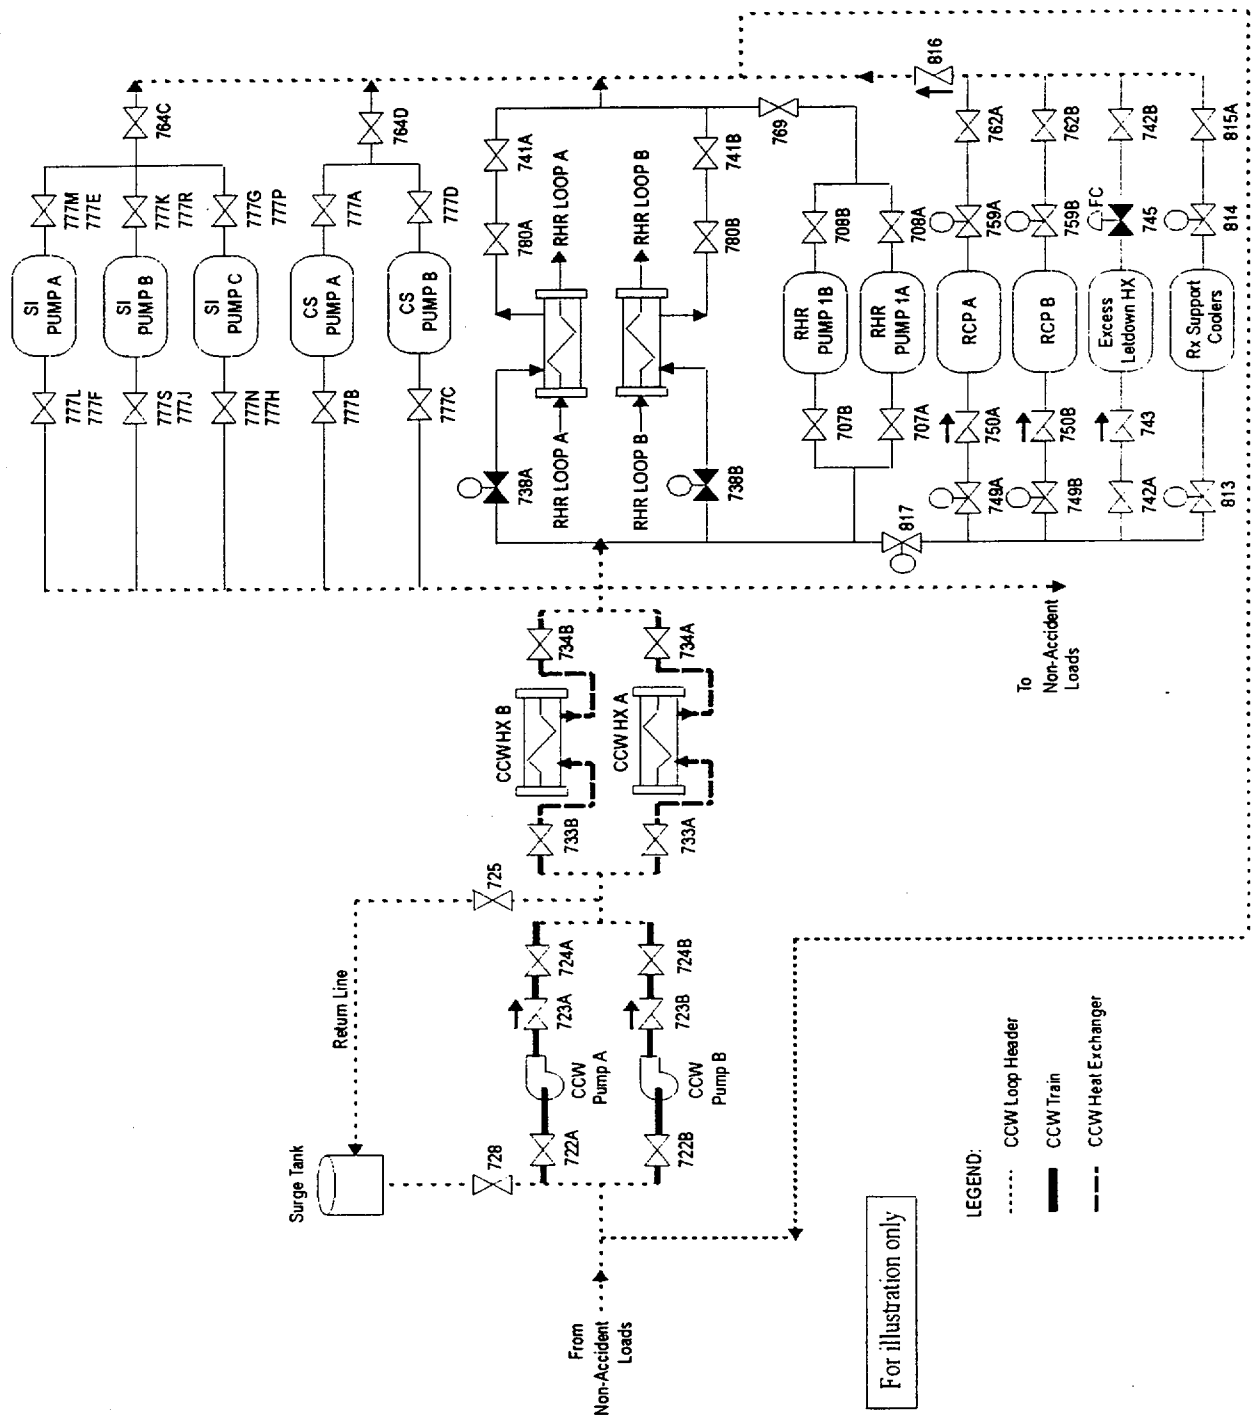 SI
PUMP A
SI
PUMP B
SI
PUMP C
CS
PUMP A
CS
PUMP B
777M
777E
777K
777R
777G
777P
777A
777D
764C
764D
777L
777F
777S
777J
777N
777H
777B
777C
741A
780A
RHR LOOP A
RHR LOOP A
738A
RHR LOOP B
RHR LOOP B
741B
780B
738B
769
708B
708A
RHR
PUMP 1B
RHR
PUMP 1A
707B
707A
816
762A
762B
742B
815A
759A
759B
FC
745
814
RCP A
RCP B
Excess
Letdown HX
Rx Support
Coolers
750A
750B
743
817
749A
749B
742A
813
To
Non-Accident
Loads
734B
734A
CCW HX B
CCW HX A
733B
733A
725
Return Line
724A
724B
723A
723B
CCW
Pump A
CCW
Pump B
722A
722B
728
Surge Tank
From
Non-Accident
Loads
For illustration only
LEGEND:
CCW Loop Header
CCW Train
CCW Heat Exchanger